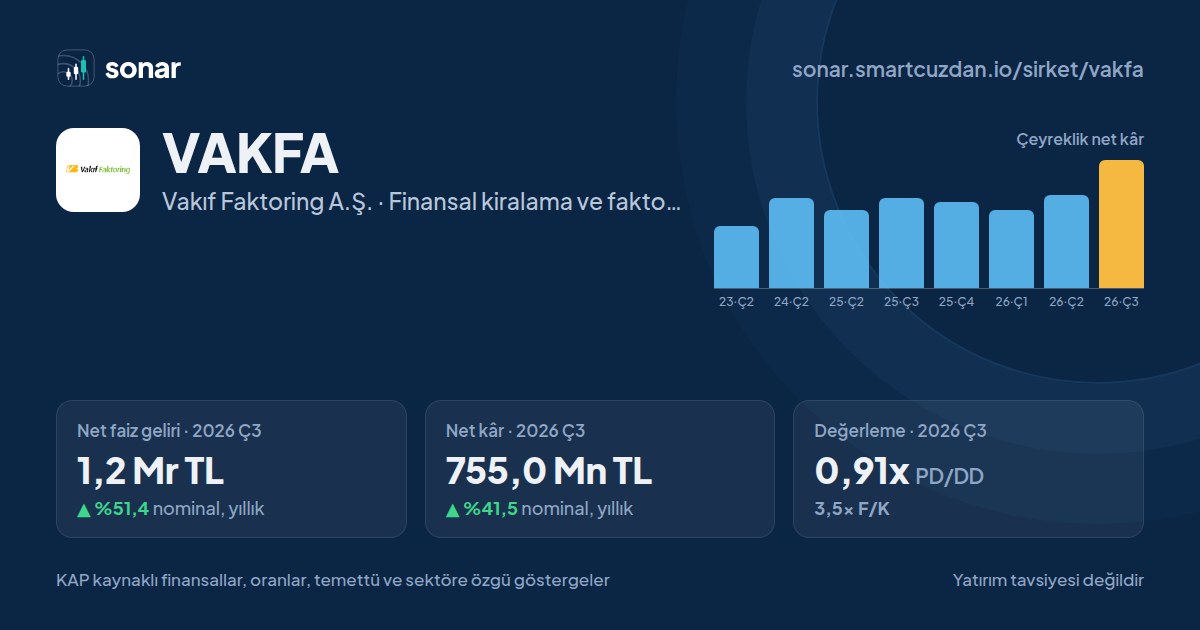 sonar
sonar.smartcuzdan.io/sirket/vakfa
Vakıf Faktoring
VAKFA
Vakıf Faktoring A.Ş. · Finansal kiralama ve fakto…
Çeyreklik net kâr
23·Ç2 24·Ç2 25·Ç2 25·Ç3 25·Ç4 26·Ç1 26·Ç2 26·Ç3
Net faiz geliri · 2026 Ç3
1,2 Mr TL
▲ %51,4 nominal, yıllık
Net kâr · 2026 Ç3
755,0 Mn TL
▲ %41,5 nominal, yıllık
Değerleme · 2026 Ç3
0,91x PD/DD
3,5× F/K
KAP kaynaklı finansallar, oranlar, temettü ve sektöre özgü göstergeler
Yatırım tavsiyesi değildir